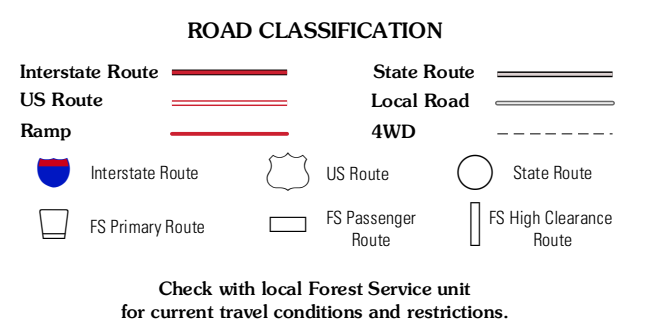 ROAD CLASSIFICATION
Interstate Route
State Route
US Route
Local Road
Ramp
4WD
Interstate Route
US Route
State Route
FS Primary Route
FS Passenger
Route
FS High Clearance
Route
Check with local Forest Service unit
for current travel conditions and restrictions.